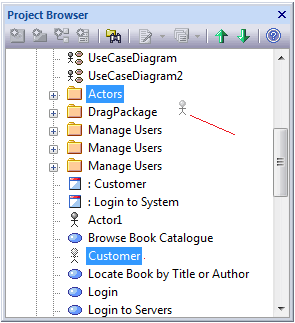 Project Browser
UseCaseDiagram
UseCaseDiagram2
Actors
DragPackage
Manage Users
Manage Users
Manage Users
: Customer
: Login to System
Actor1
Browse Book Catalogue
Customer
Locate Book by Title or Author
Login
Login to Servers